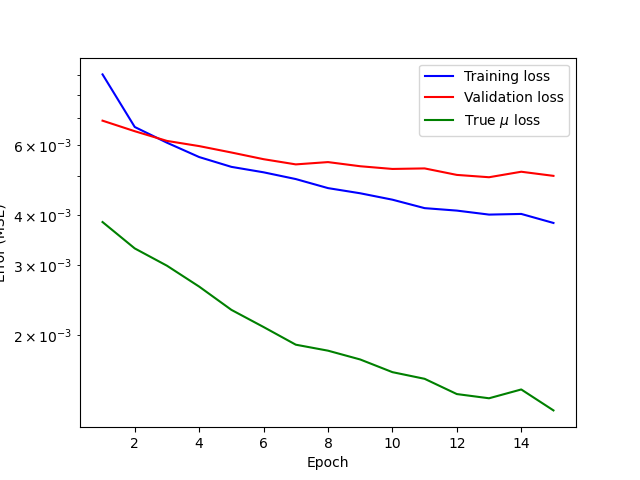 Training loss
Validation loss
True μ loss
6 × 10⁻³
4 × 10⁻³
3 × 10⁻³
2 × 10⁻³
Error (MSE)
2 4 6 8 10 12 14
Epoch